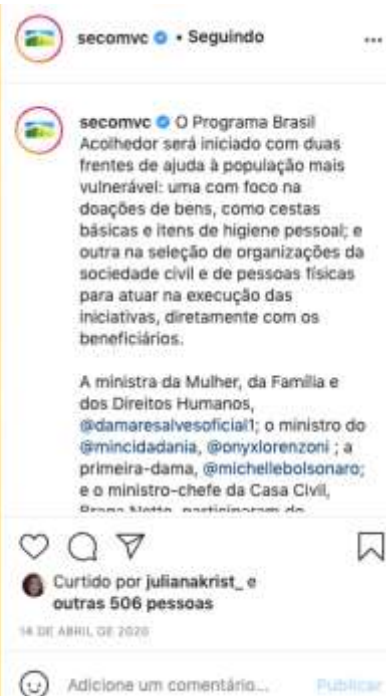 secomvc • Seguindo
...
secomvc O Programa Brasil
Acolhedor será iniciado com duas
frentes de ajuda à população mais
vulnerável: uma com foco na
doações de bens, como cestas
básicas e itens de higiene pessoal; e
outra na seleção de organizações da
sociedade civil e de pessoas físicas
para atuar na execução das
iniciativas, diretamente com os
beneficiários.
A ministra da Mulher, da Família e
dos Direitos Humanos,
@damaresalvesoficial1; o ministro do
@mincidadania, @onyxlorenzoni ; a
primeira-dama, @michellebolsonaro;
e o ministro-chefe da Casa Civil,
Braga Netto, participaram do
Curtido por julianakrist_ e
outras 506 pessoas
14 DE ABRIL DE 2020
Adicione um comentário... Publicar